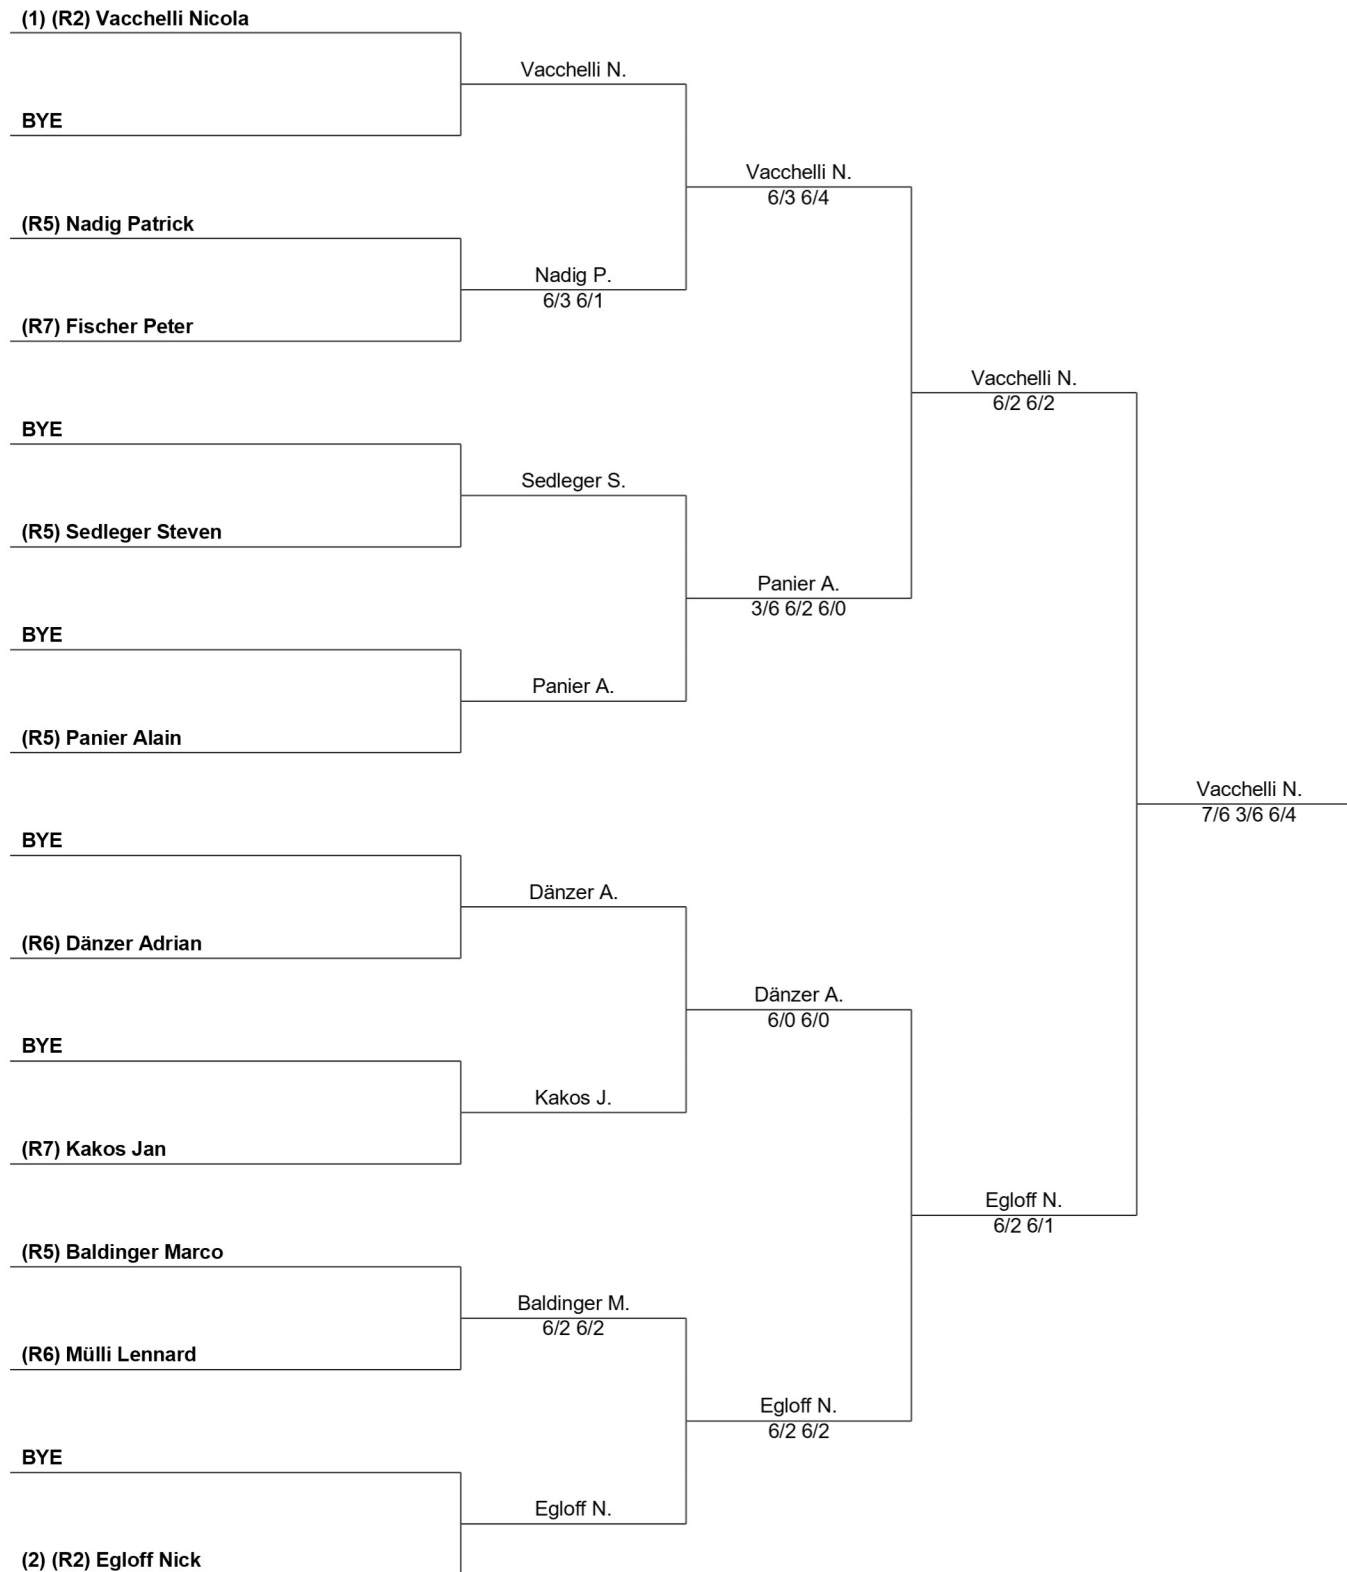 (1) (R2) Vacchelli Nicola
Vacchelli N.
BYE
Vacchelli N.
6/3 6/4
(R5) Nadig Patrick
Nadig P.
6/3 6/1
(R7) Fischer Peter
Vacchelli N.
6/2 6/2
BYE
Sedleger S.
(R5) Sedleger Steven
Panier A.
3/6 6/2 6/0
BYE
Panier A.
(R5) Panier Alain
Vacchelli N.
7/6 3/6 6/4
BYE
Dänzer A.
(R6) Dänzer Adrian
Dänzer A.
6/0 6/0
BYE
Kakos J.
(R7) Kakos Jan
Egloff N.
6/2 6/1
(R5) Baldinger Marco
Baldinger M.
6/2 6/2
(R6) Mülli Lennard
Egloff N.
6/2 6/2
BYE
Egloff N.
(2) (R2) Egloff Nick